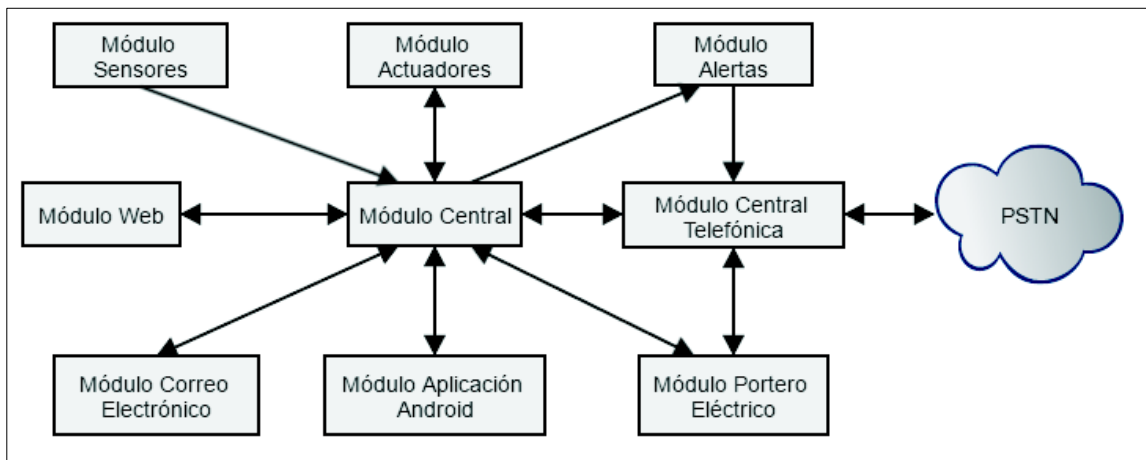 Módulo
Sensores
Módulo
Actuadores
Módulo
Alertas
Módulo Web
Módulo Central
Módulo Central
Telefónica
PSTN
Módulo Correo
Electrónico
Módulo Aplicación
Android
Módulo Portero
Eléctrico